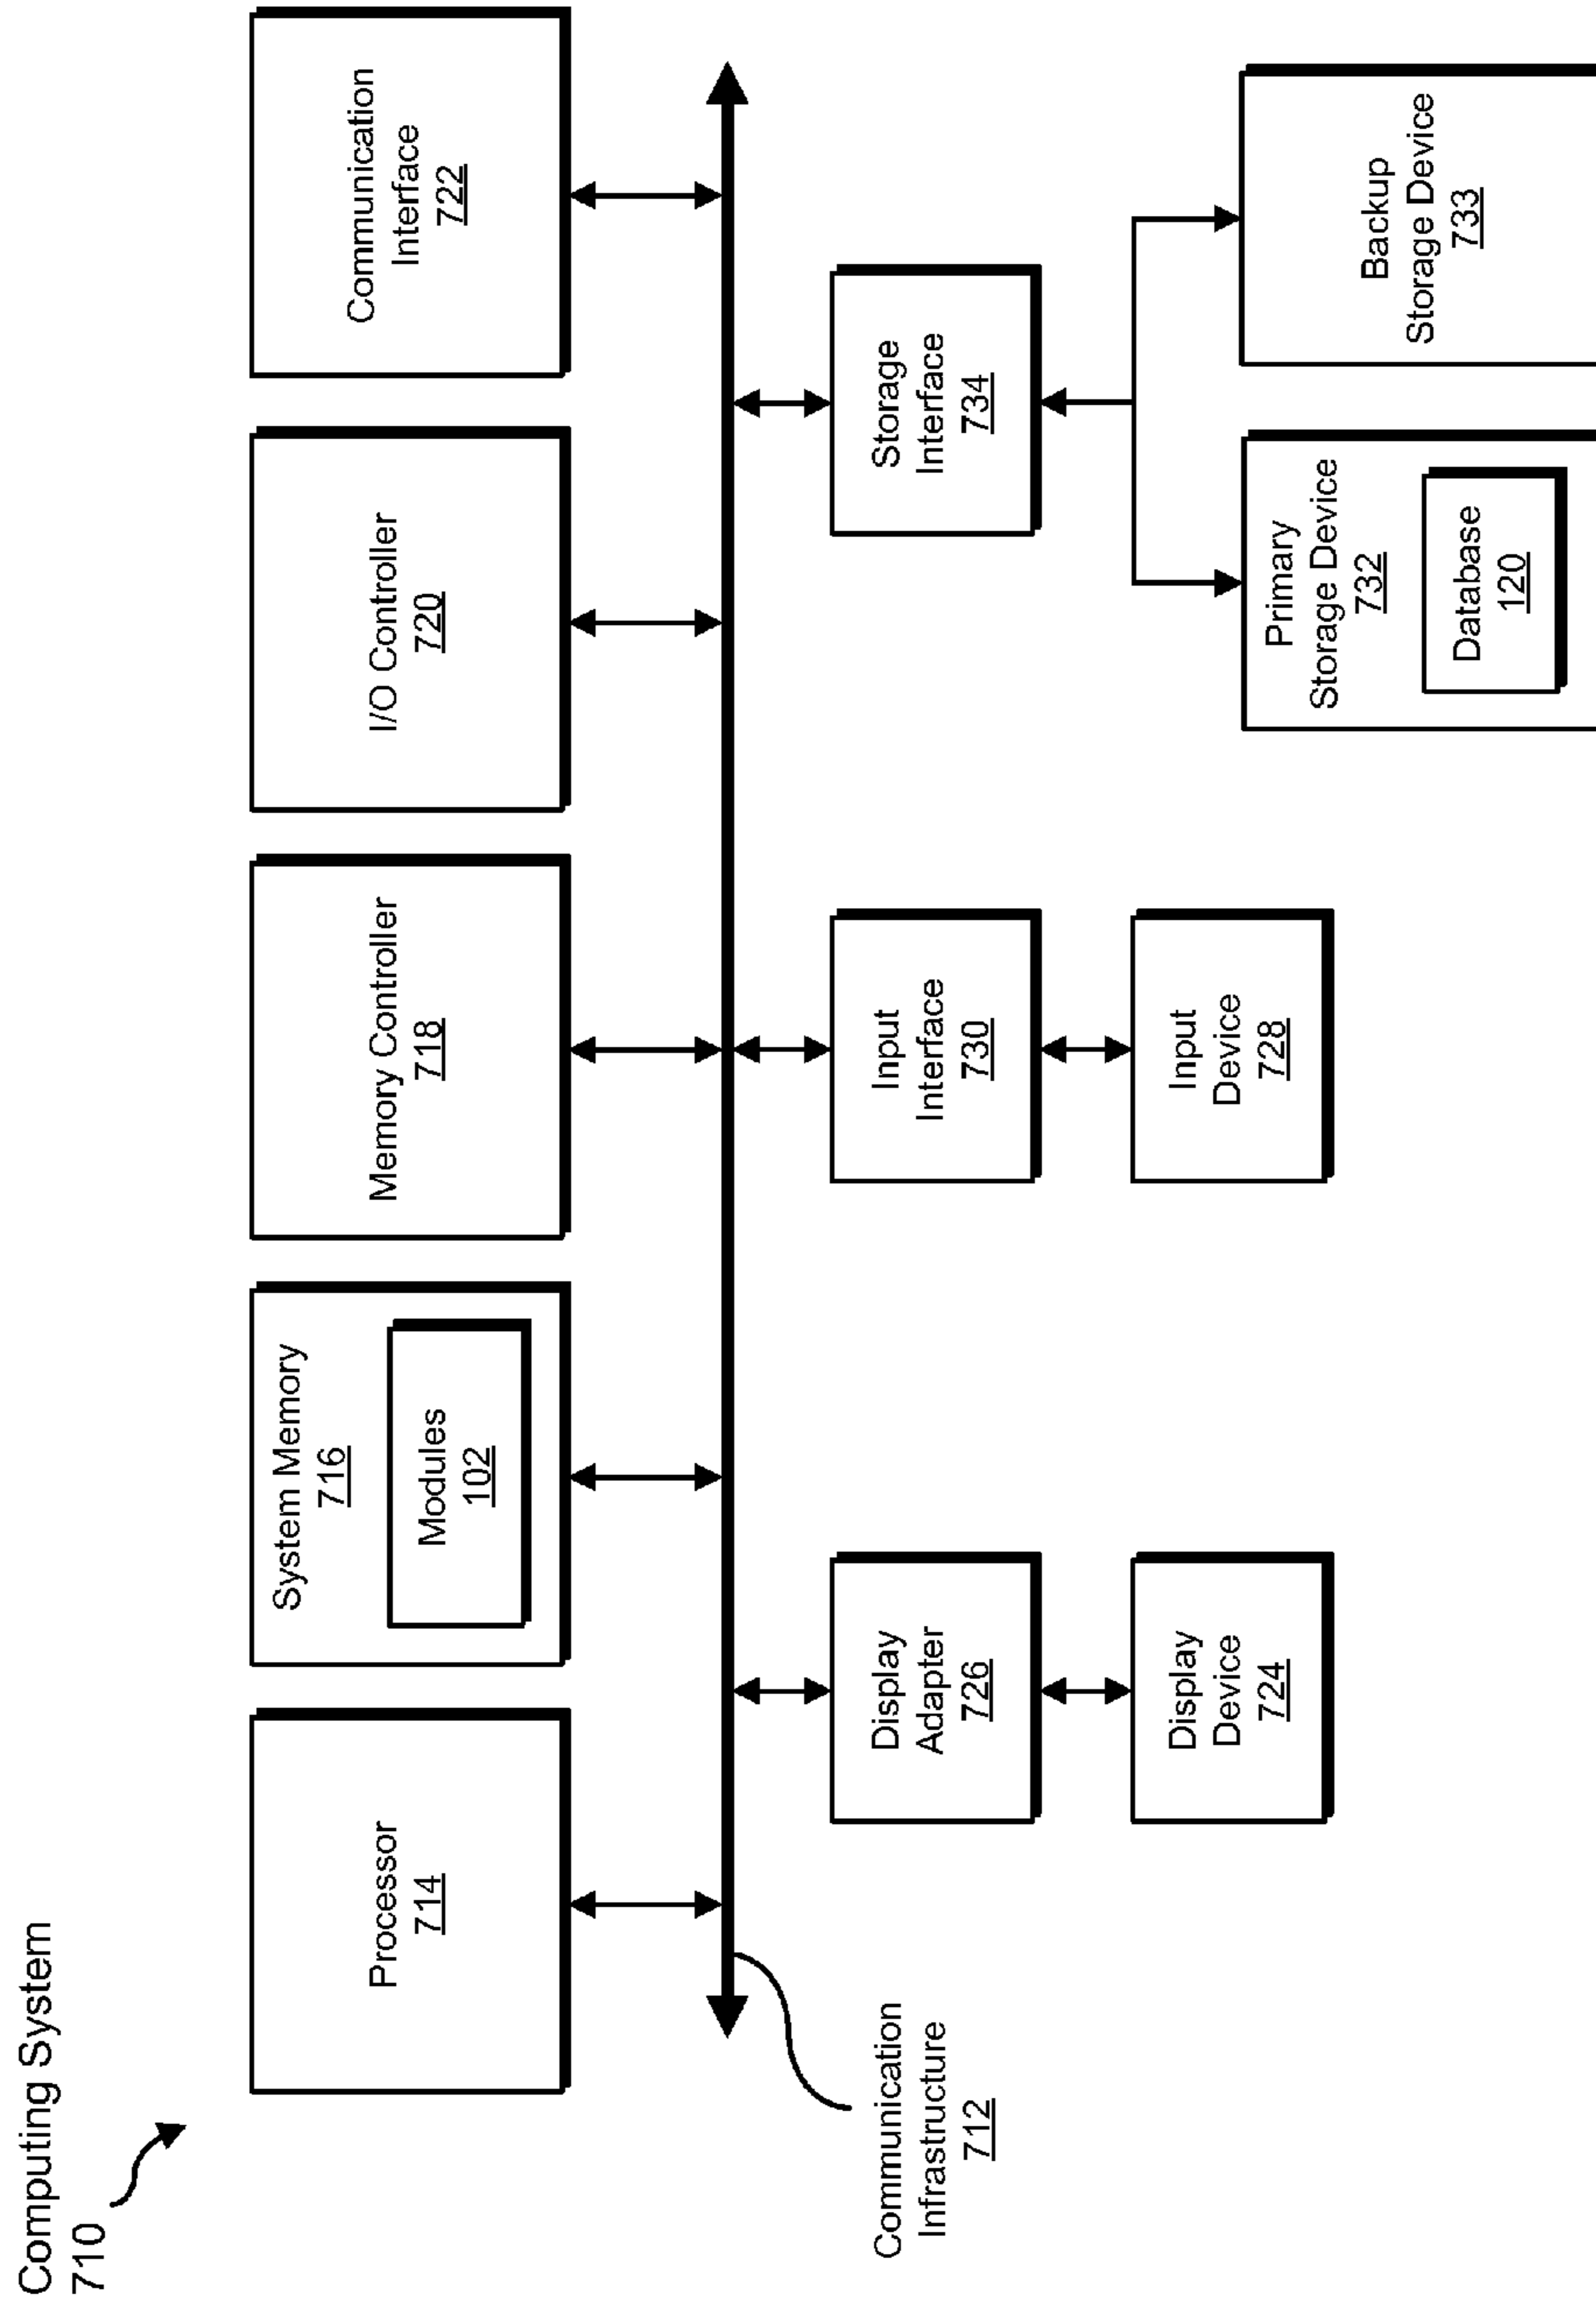 Computing System
710
Processor
714
System Memory
716
Modules
102
Memory Controller
718
I/O Controller
720
Communication
Interface
722
Communication
Infrastructure
712
Display
Adapter
726
Input
Interface
730
Storage
Interface
734
Display
Device
724
Input
Device
728
Primary
Storage Device
732
Database
120
Backup
Storage Device
733